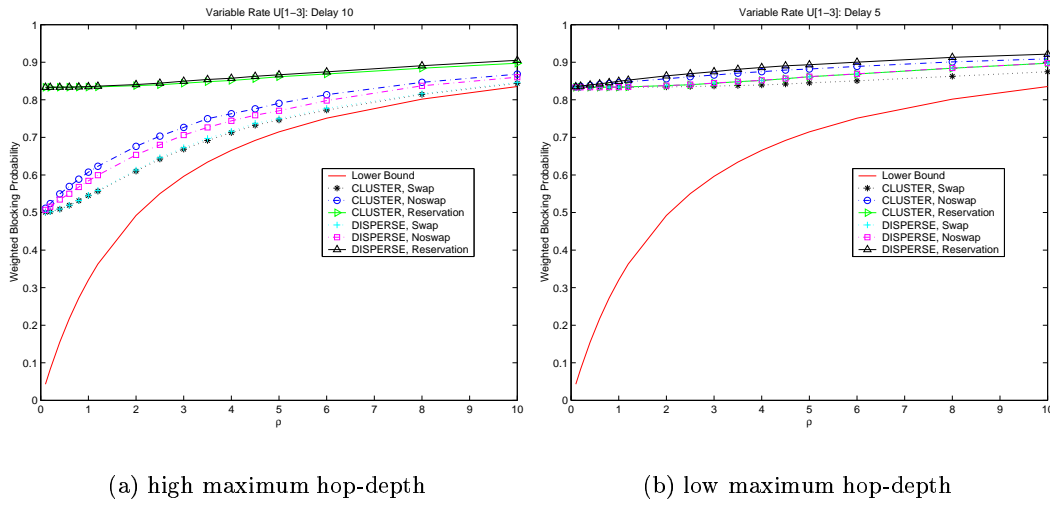 Variable Rate U[1−3]: Delay 10
1
0.9
0.8
0.7
0.6
0.5
0.4
0.3
0.2
0.1
0
Weighted Blocking Probability
Lower Bound
CLUSTER, Swap
CLUSTER, Noswap
CLUSTER, Reservation
DISPERSE, Swap
DISPERSE, Noswap
DISPERSE, Reservation
0 1 2 3 4 5 6 7 8 9 10
ρ
(a) high maximum hop-depth
Variable Rate U[1−3]: Delay 5
1
0.9
0.8
0.7
0.6
0.5
0.4
0.3
0.2
0.1
0
Weighted Blocking Probability
Lower Bound
CLUSTER, Swap
CLUSTER, Noswap
CLUSTER, Reservation
DISPERSE, Swap
DISPERSE, Noswap
DISPERSE, Reservation
0 1 2 3 4 5 6 7 8 9 10
ρ
(b) low maximum hop-depth